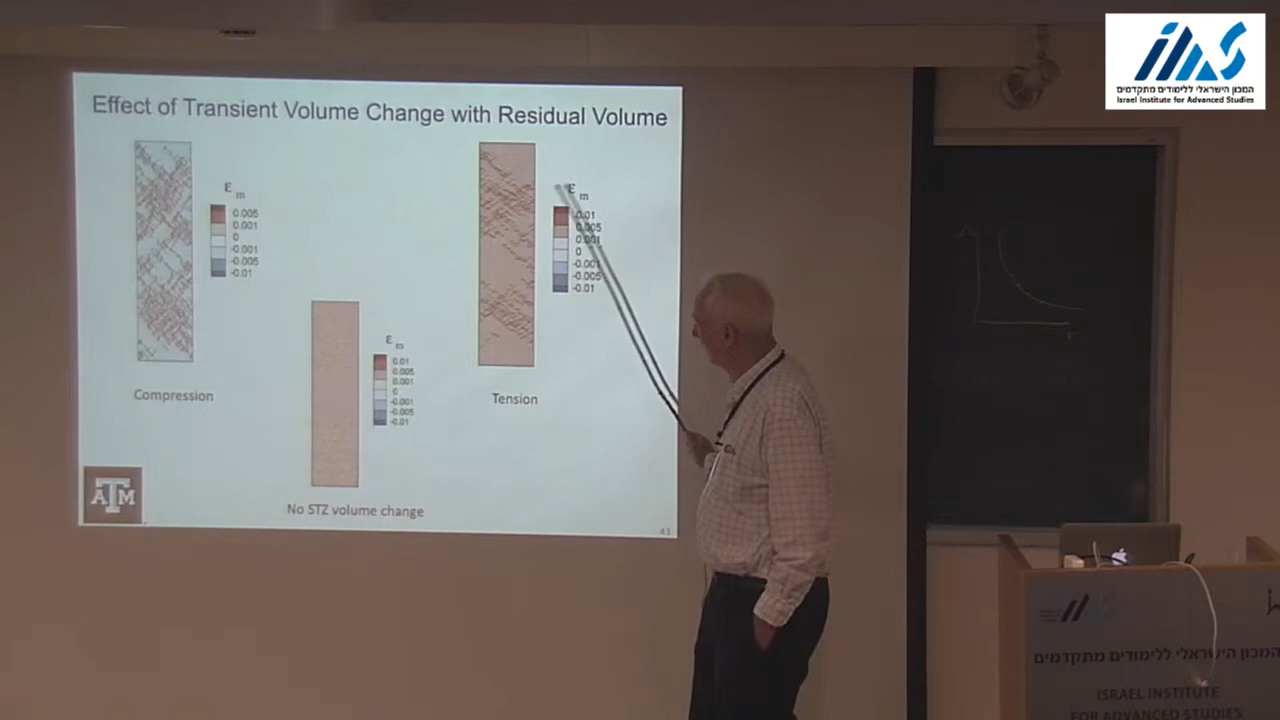 Effect of Transient Volume Change with Residual Volume
ε m
0.005
0.001
0
-0.001
-0.005
-0.01
Compression
ε m
0.01
0.005
0.001
0
-0.001
-0.005
-0.01
No STZ volume change
ε m
0.01
0.005
0.001
0
-0.001
-0.005
-0.01
Tension
ATM
43
המכון הישראלי ללימודים מתקדמים
Israel Institute for Advanced Studies
המכון הישראלי ללימודים מתקדמים
ISRAEL INSTITUTE
FOR ADVANCED STUDIES